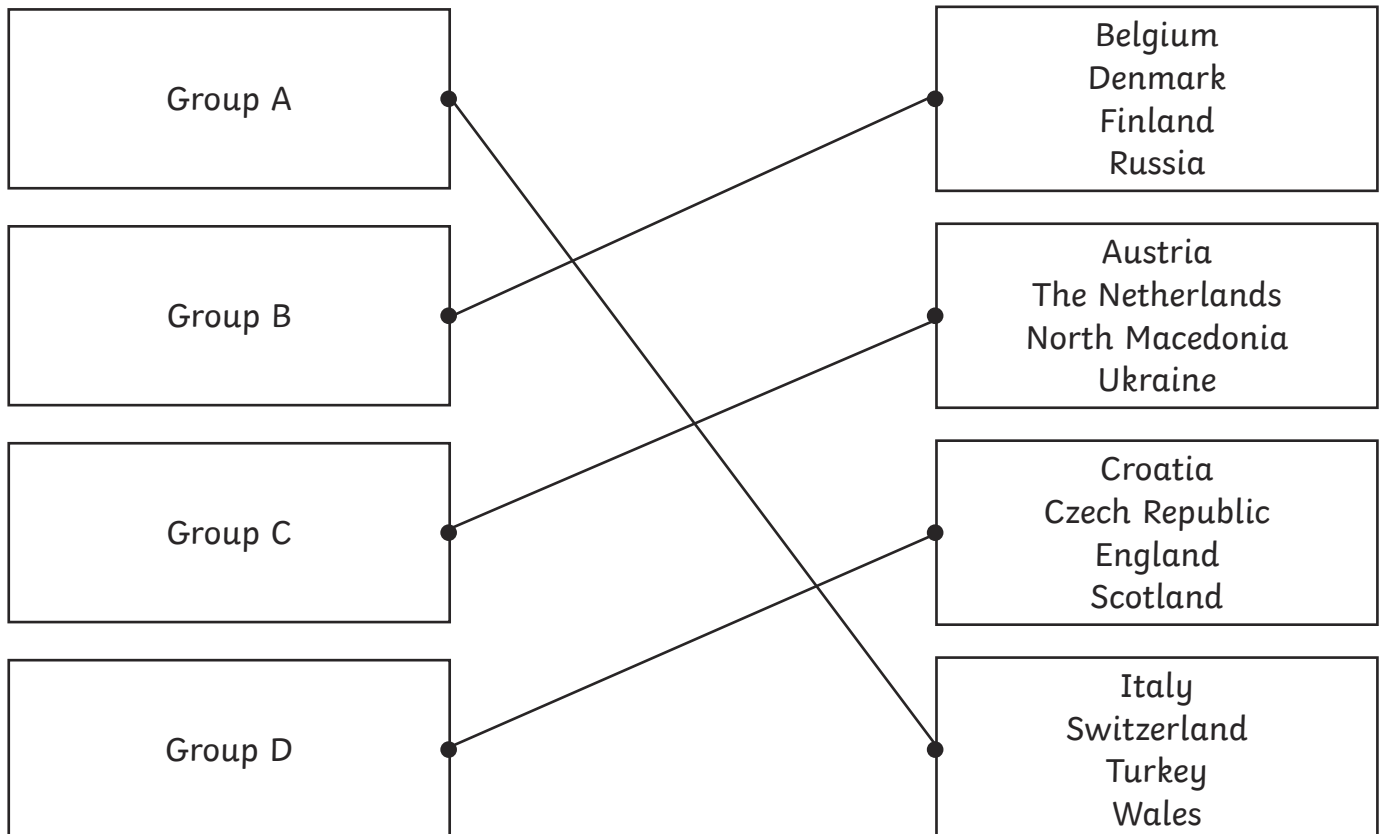 Group A
Belgium
Denmark
Finland
Russia
Group B
Austria
The Netherlands
North Macedonia
Ukraine
Group C
Croatia
Czech Republic
England
Scotland
Group D
Italy
Switzerland
Turkey
Wales